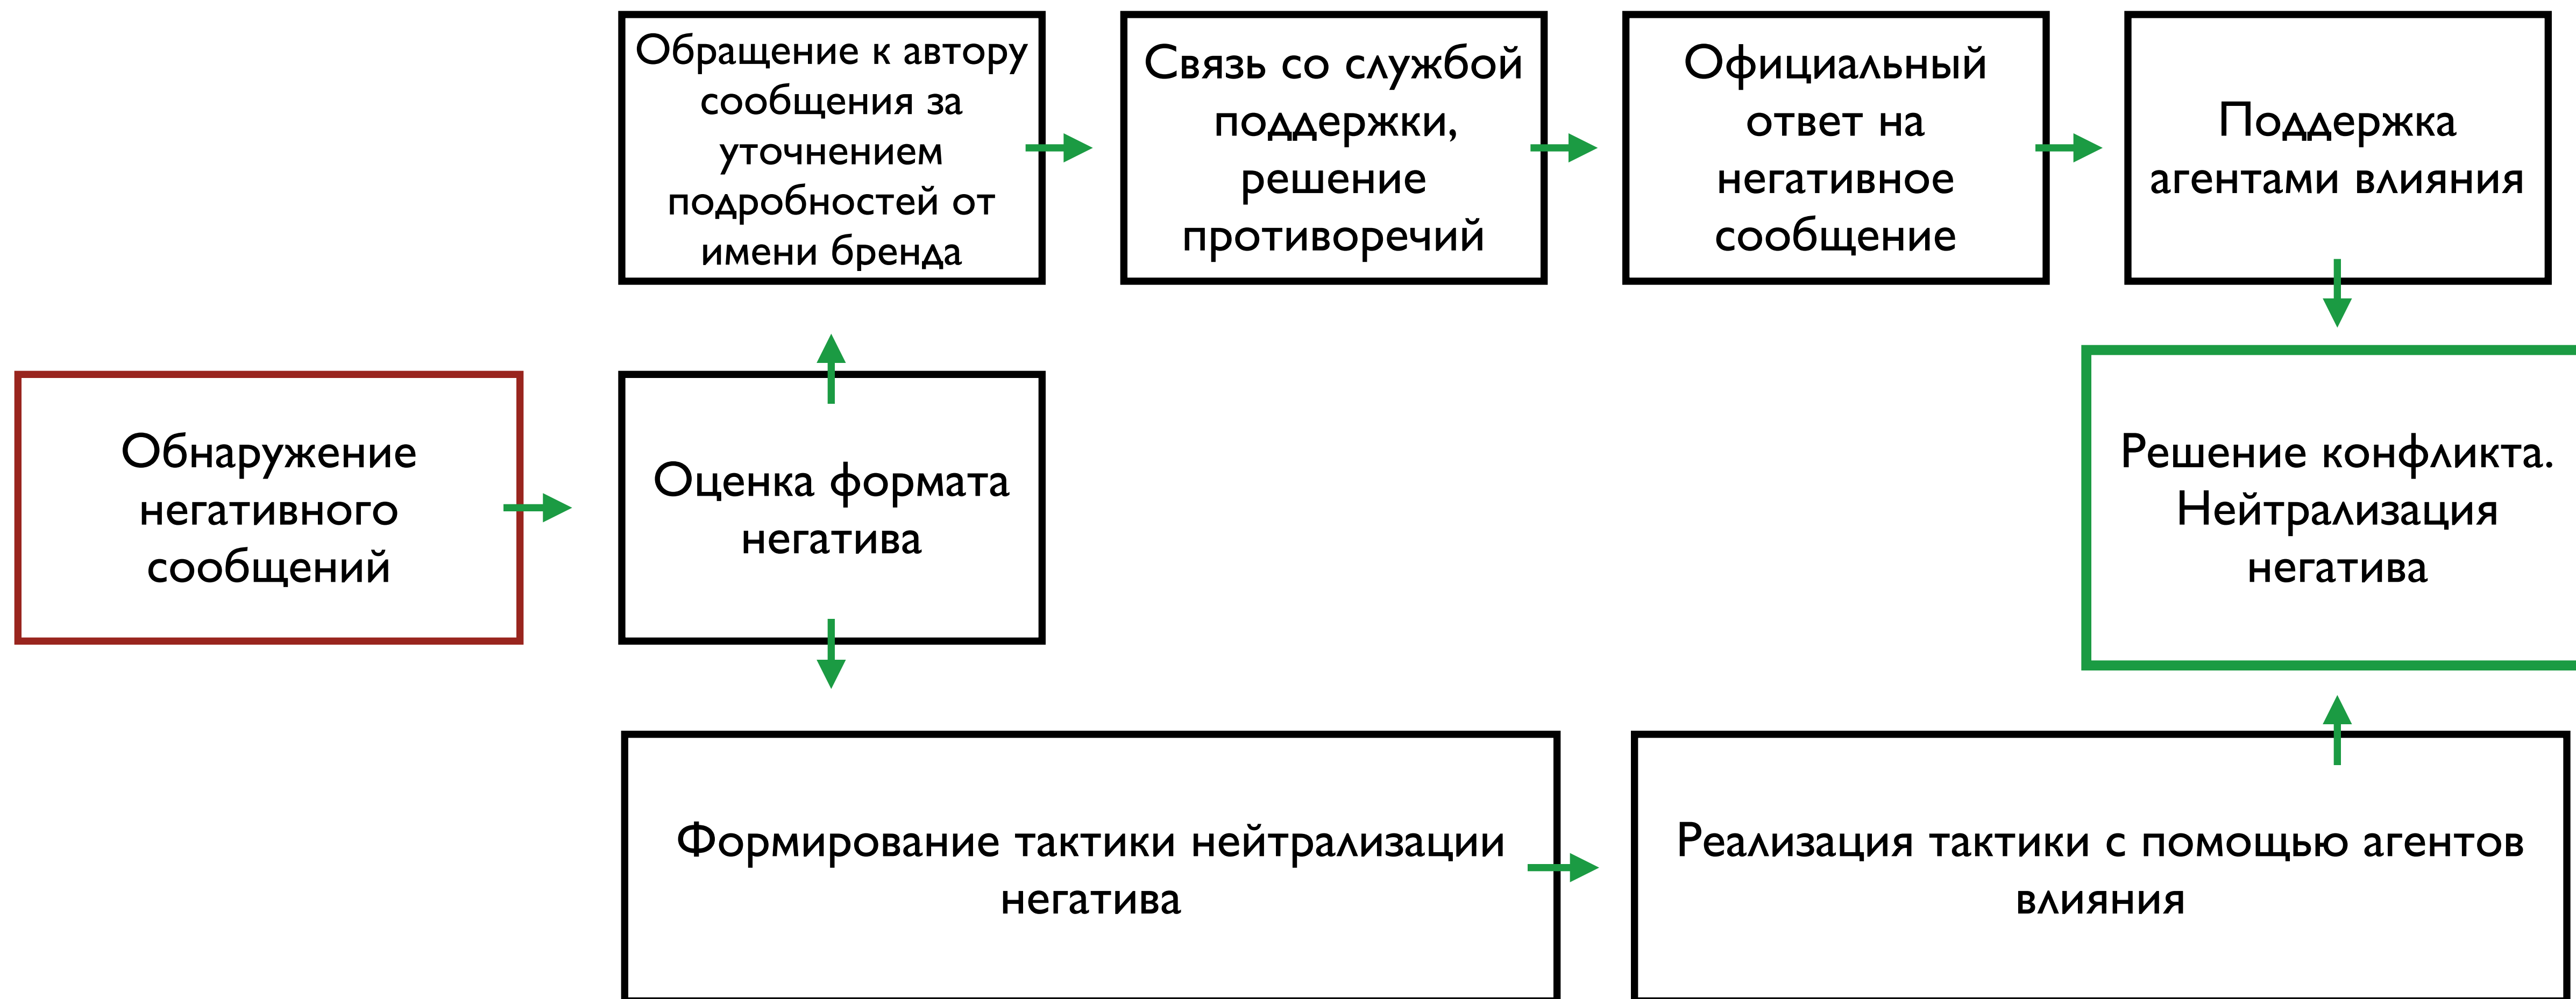 Обращение к автору
сообщения за
уточнением
подробностей от
имени бренда
Связь со службой
поддержки,
решение
противоречий
Официальный
ответ на
негативное
сообщение
Поддержка
агентами влияния
Обнаружение
негативного
сообщений
Оценка формата
негатива
Решение конфликта.
Нейтрализация
негатива
Формирование тактики нейтрализации
негатива
Реализация тактики с помощью агентов
влияния